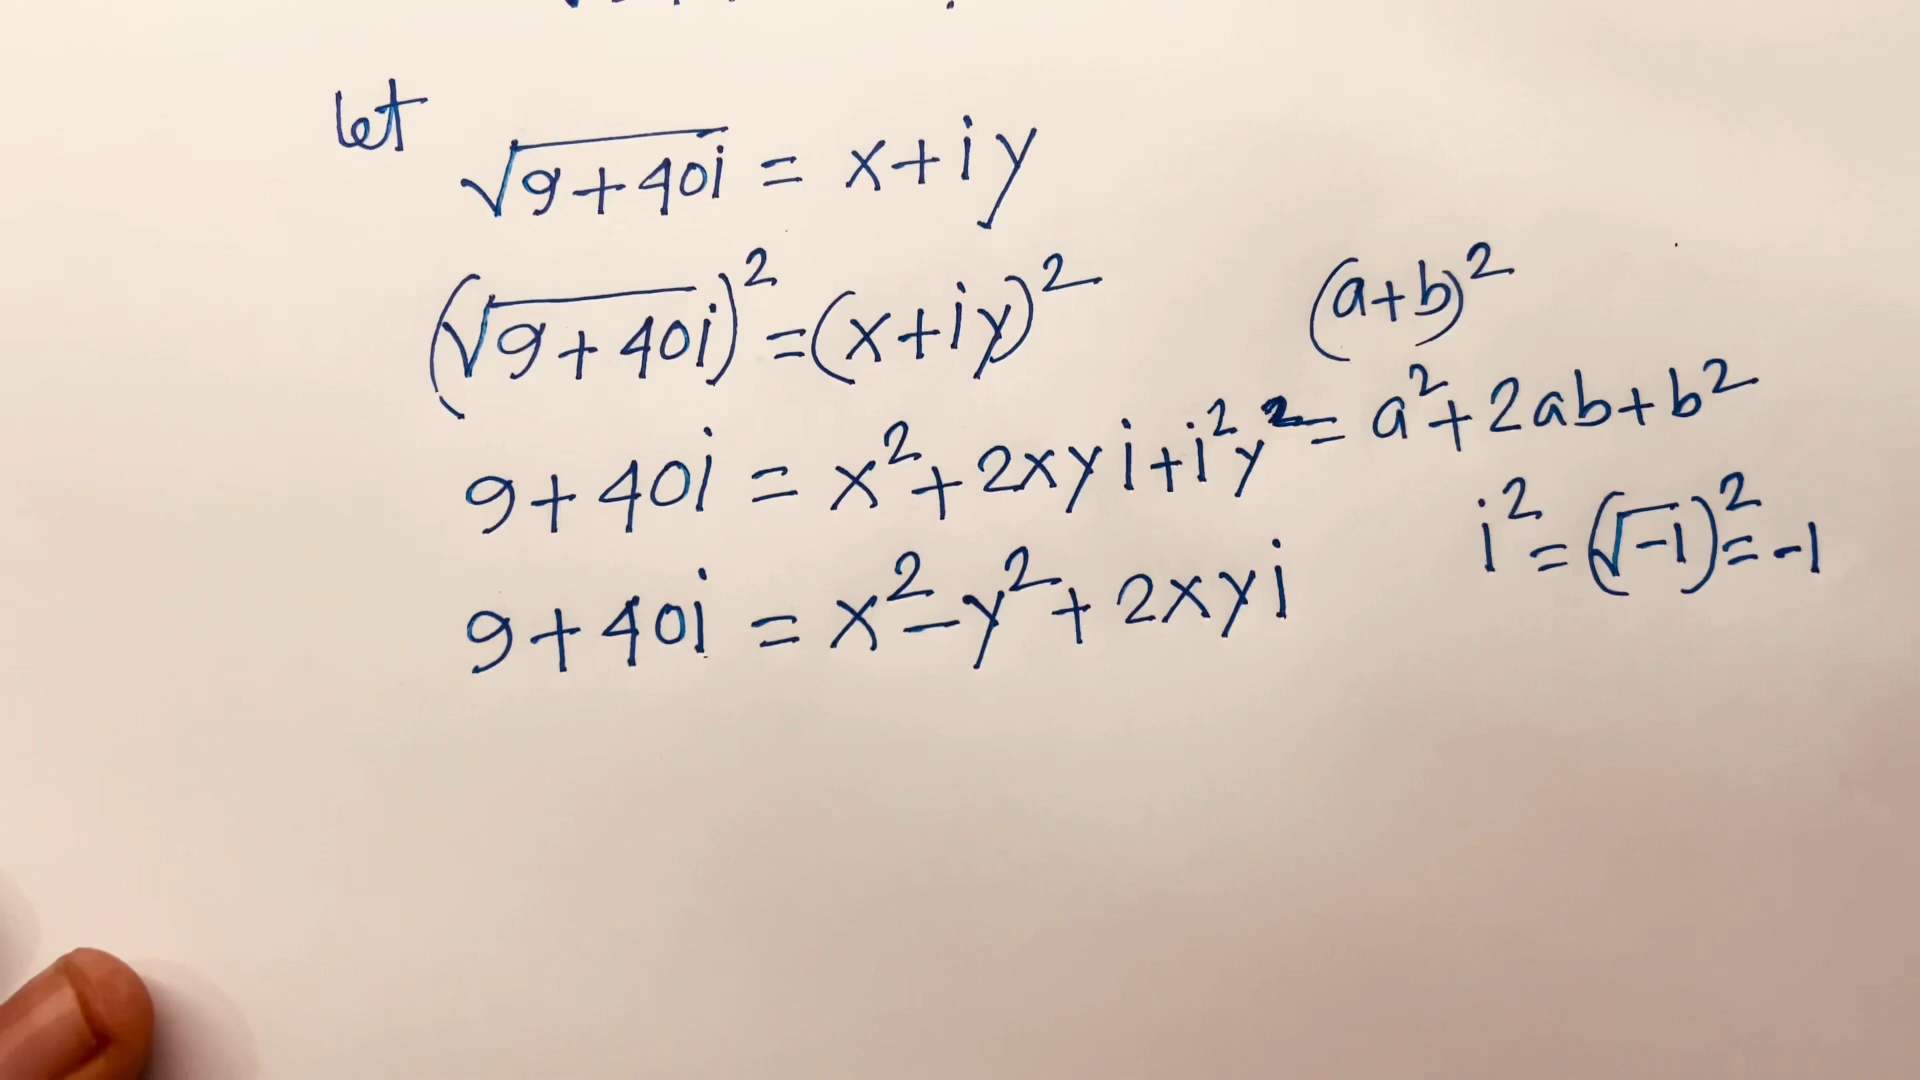 let
√9+40i = x+iy
(√9+40i)² =(x+iy)²
(a+b)²
9+40i = x²+2xyi+i²y² = a²+2ab+b²
i² = (√-1)² = -1
9+40i = x²-y²+2xyi